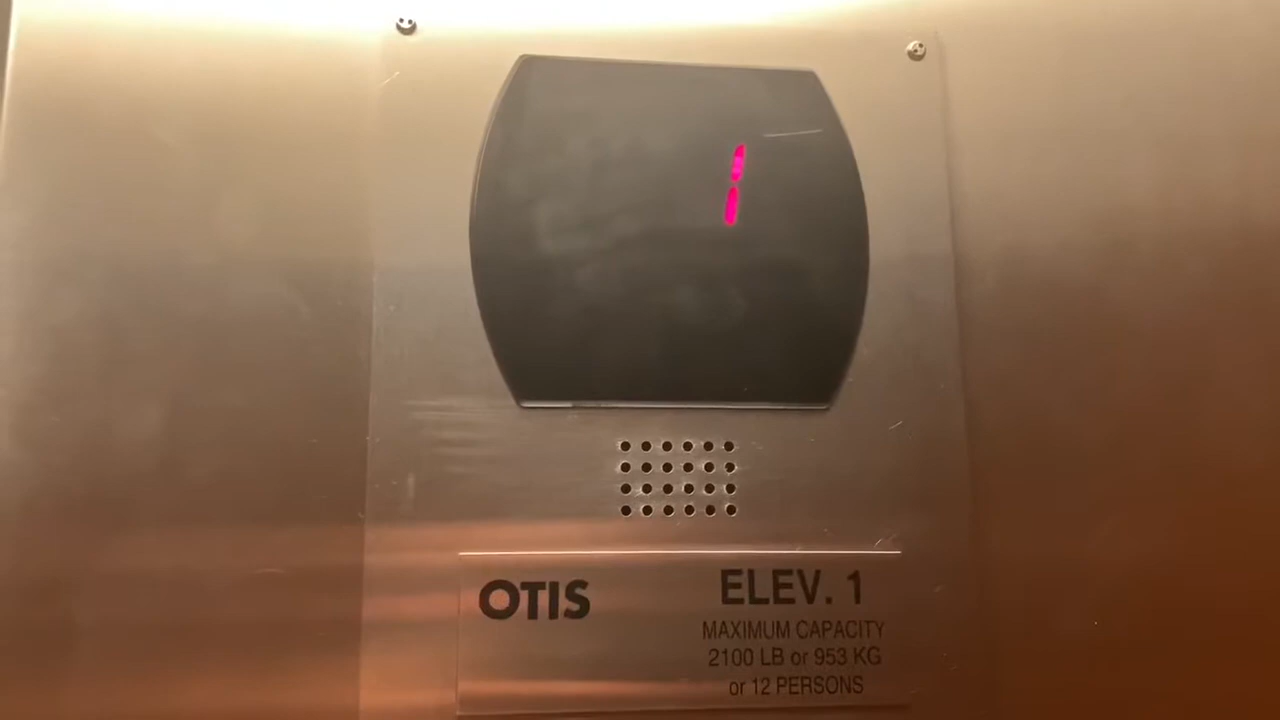 1
OTIS
ELEV. 1
MAXIMUM CAPACITY
2100 LB or 953 KG
or 12 PERSONS